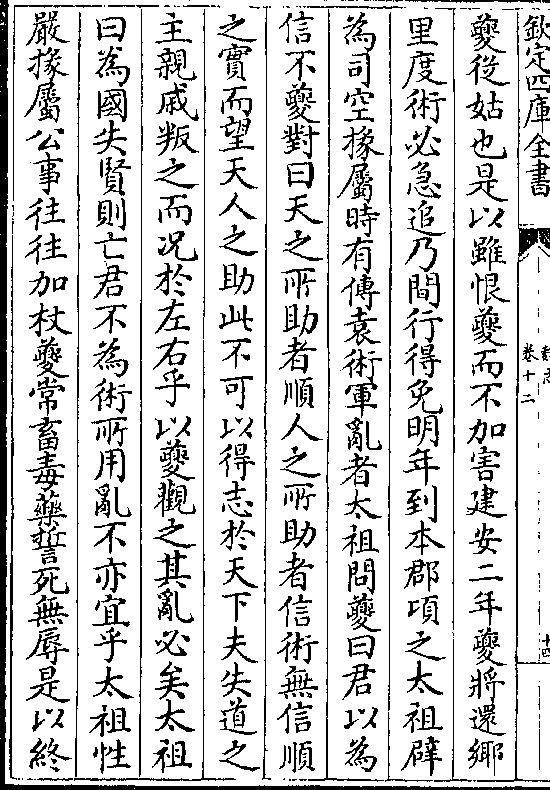 欽定四庫全書
魏志
卷十二
十四
夔從姑也是以雖恨夔而不加害建安二年夔將還鄉
里度術必急追乃間行得免明年到本郡頃之太祖辟
為司空掾屬時有傳袁術軍亂者太祖問夔曰君以為
信不夔對曰天之所助者順人之所助者信術無信順
之實而望天人之助此不可以得志於天下夫失道之
主親戚叛之而况於左右乎以夔觀之其亂必矣太祖
曰為國失賢則亡君不為術所用亂不亦宜乎太祖性
嚴掾屬公事往往加杖夔常畜毒藥誓死無辱是以終